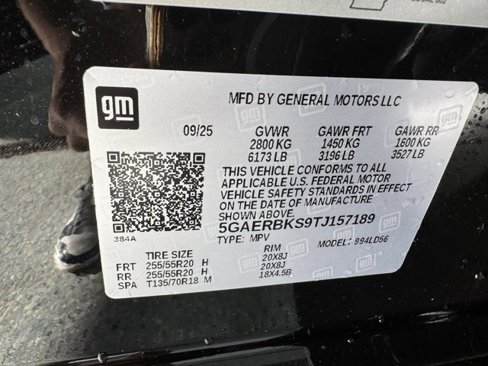 gm
MFD BY GENERAL MOTORS LLC
09/25 GVWR GAWR FRT GAWR RR
2800 KG 1450 KG 1600 KG
6173 LB 3196 LB 3527 LB
THIS VEHICLE CONFORMS TO ALL
APPLICABLE U.S. FEDERAL MOTOR
VEHICLE SAFETY STANDARDS IN EFFECT
ON THE DATE OF MANUFACTURE
SHOWN ABOVE.
5GAERBKS9TJ157189
384A TYPE: MPV MODEL: 994LD56
TIRE SIZE RIM
FRT 255/55R20 H 20X8J
RR 255/55R20 H 20X8J
SPA T135/70R18 M 18X4.5B